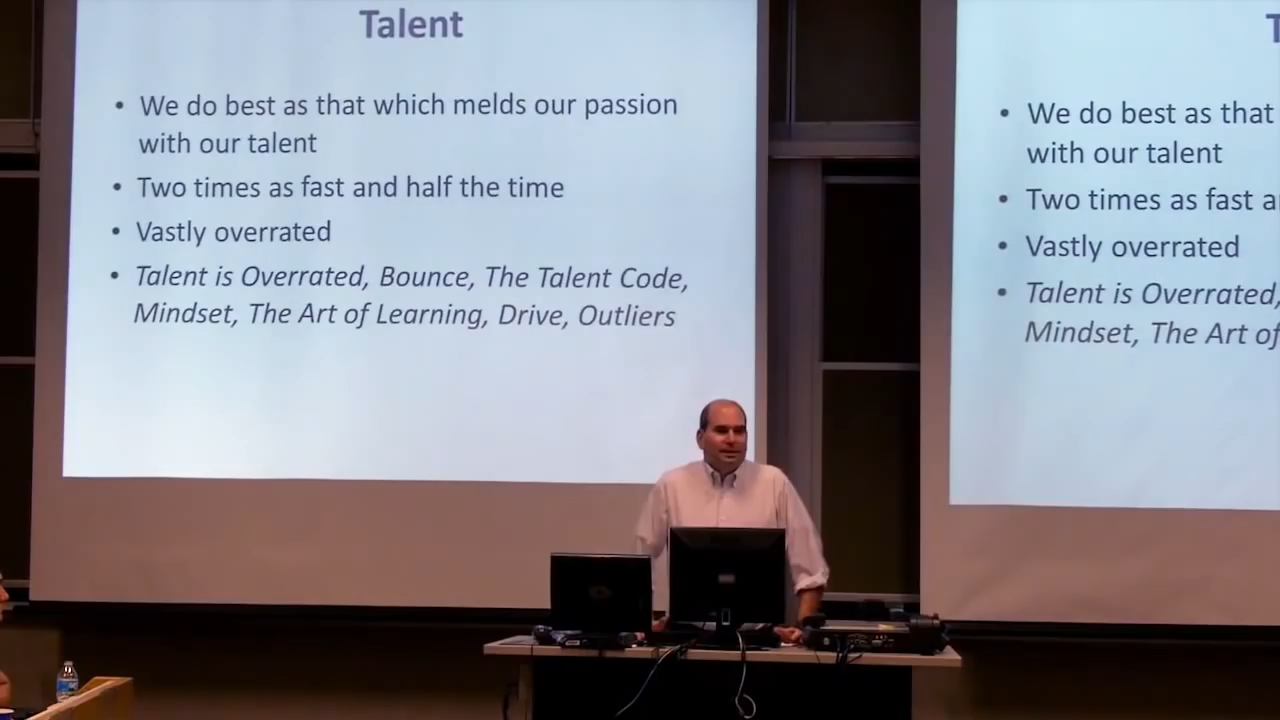 Talent
• We do best as that which melds our passion
with our talent
• Two times as fast and half the time
• Vastly overrated
• Talent is Overrated, Bounce, The Talent Code,
Mindset, The Art of Learning, Drive, Outliers
T
• We do best as that
with our talent
• Two times as fast a
• Vastly overrated
• Talent is Overrated,
Mindset, The Art of